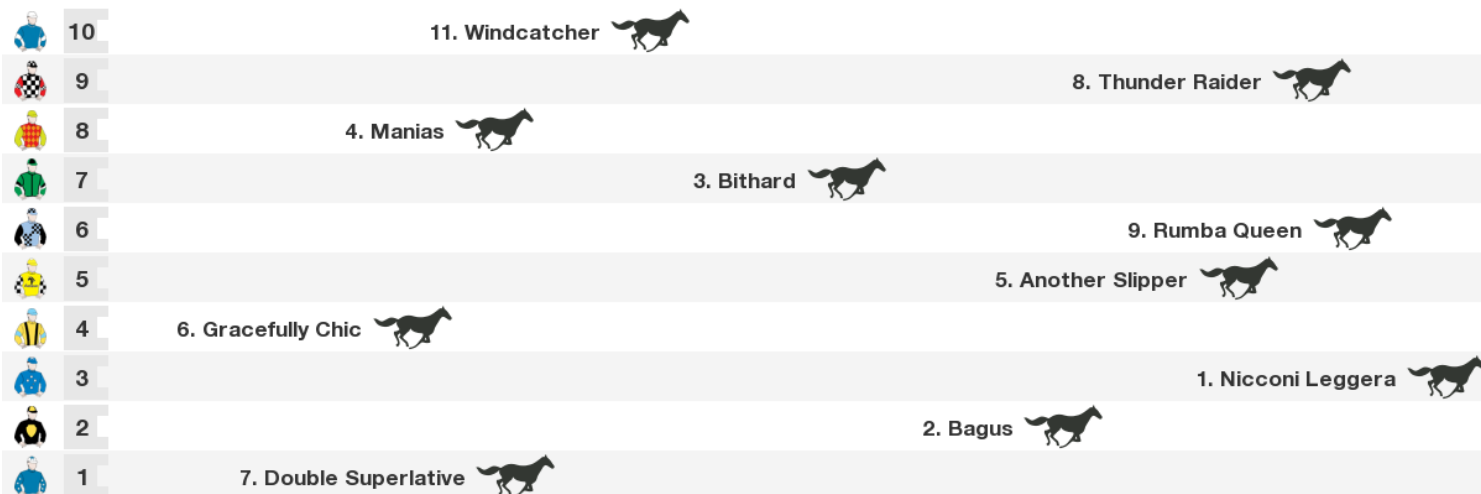 10 11. Windcatcher
9 8. Thunder Raider
8 4. Manias
7 3. Bithard
6 9. Rumba Queen
5 5. Another Slipper
4 6. Gracefully Chic
3 1. Nicconi Leggera
2 2. Bagus
1 7. Double Superlative